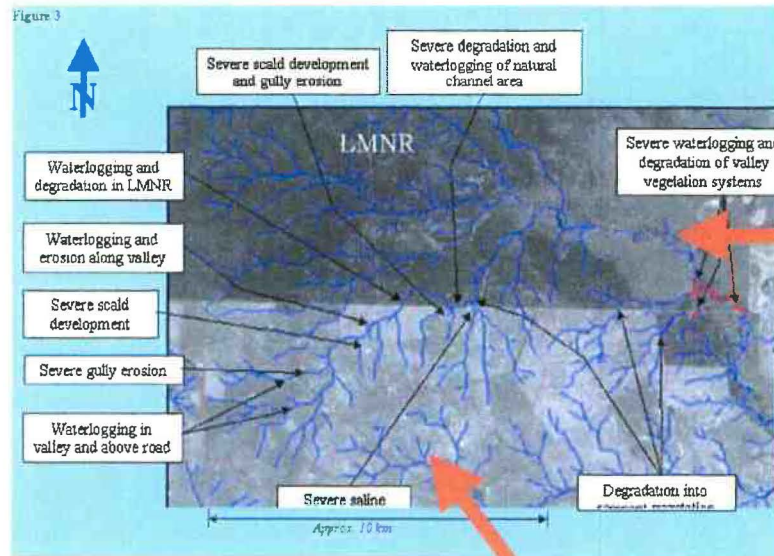 Figure 3
N
Severe scald development
and gully erosion
Severe degradation and
waterlogging of natural
channel area
LMNR
Severe waterlogging and
degradation of valley
vegetation systems
Waterlogging and
degradation in LMNR
Waterlogging and
erosion along valley
Severe scald
development
Severe gully erosion
Waterlogging in
valley and above road
Severe saline
Degradation into
Approx. 10 km